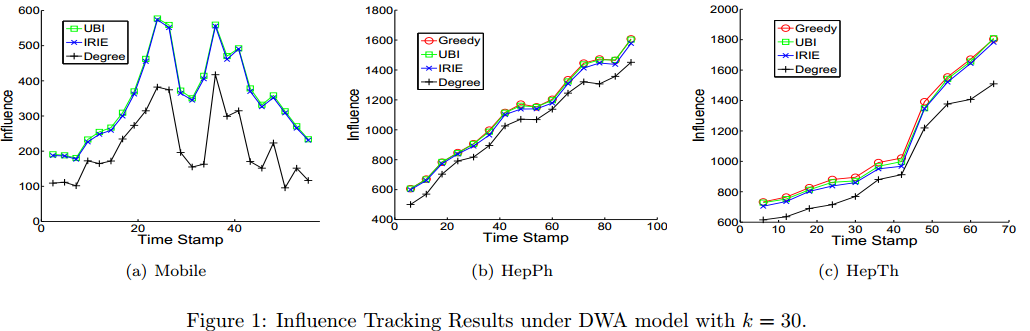 600
500
400
300
200
100
0
0
20
40
Influence
Time Stamp
UBI
IRIE
Degree
(a) Mobile
1800
1600
1400
1200
1000
800
600
400
0
20
40
60
80
100
Influence
Time Stamp
Greedy
UBI
IRIE
Degree
(b) HepPh
2000
1800
1600
1400
1200
1000
800
600
0
10
20
30
40
50
60
70
Influence
Time Stamp
Greedy
UBI
IRIE
Degree
(c) HepTh
Figure 1: Influence Tracking Results under DWA model with k = 30.